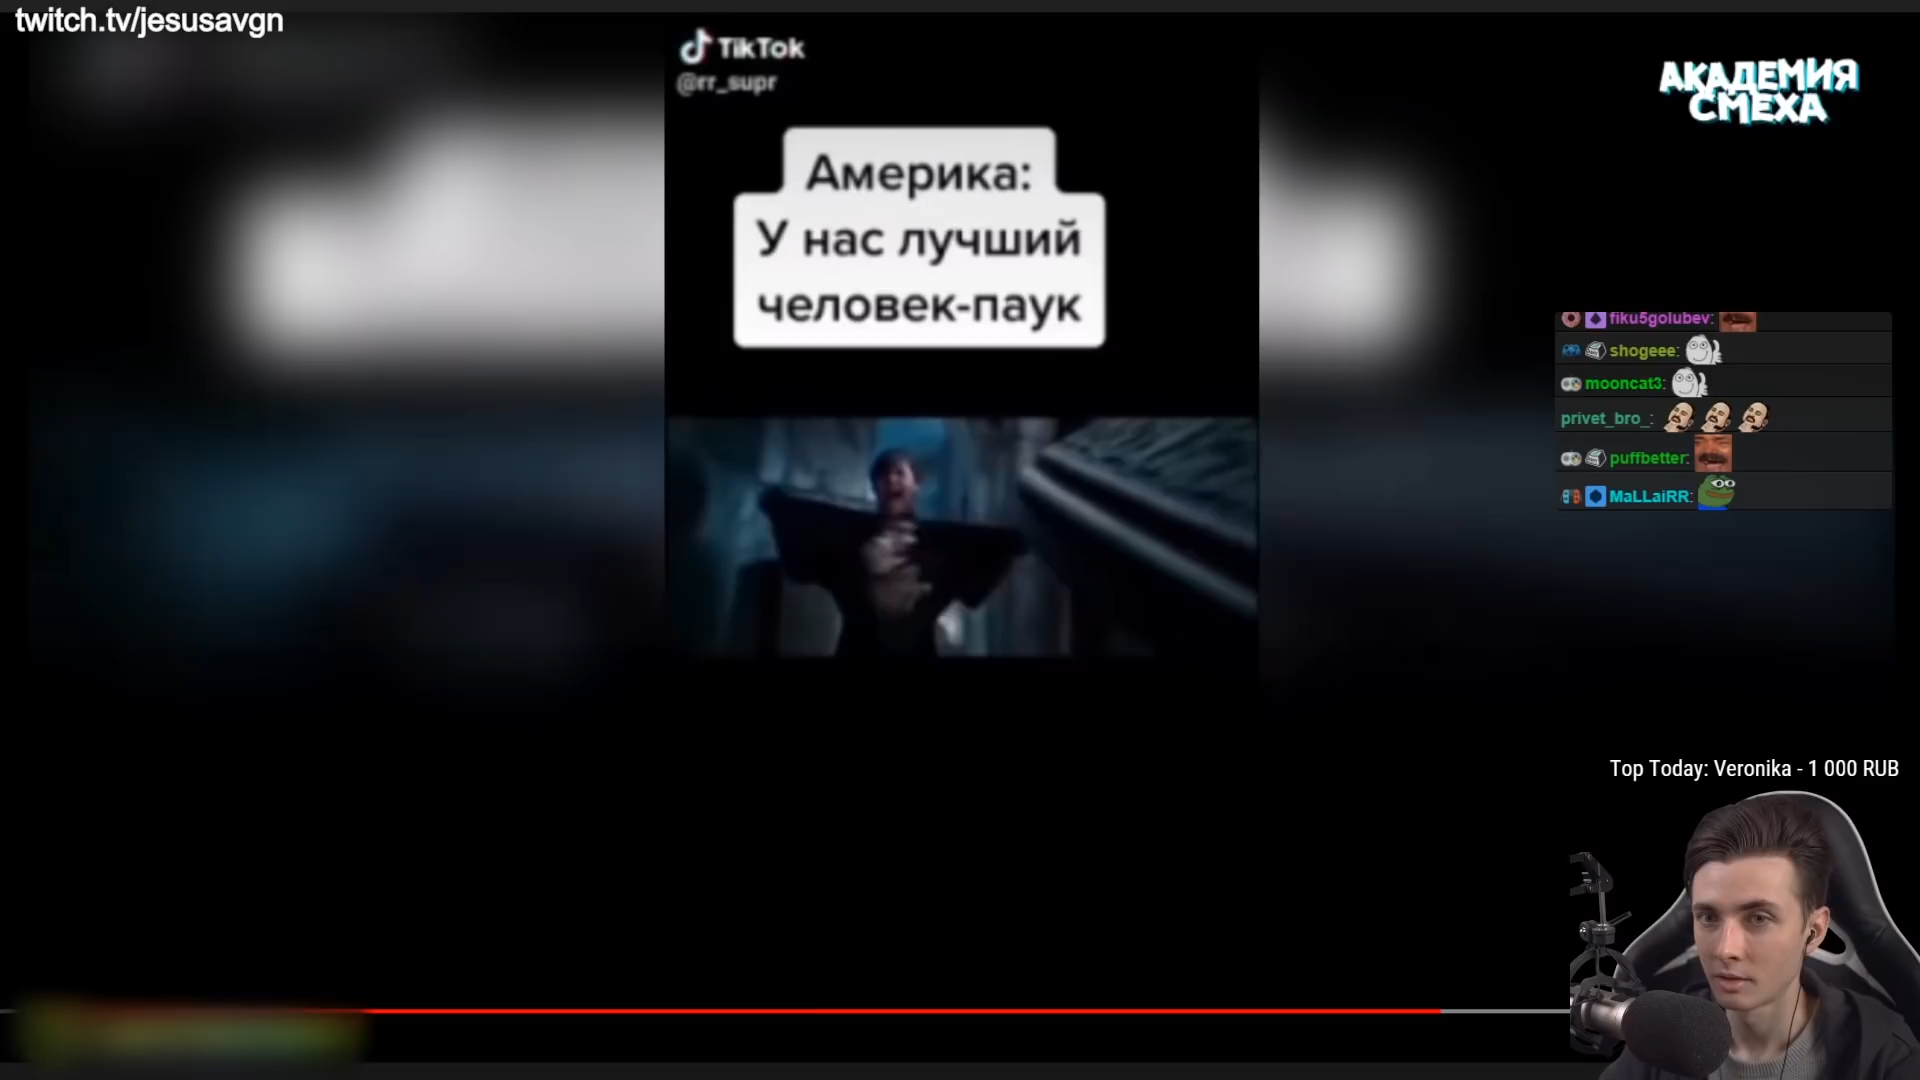 twitch.tv/jesusavgn
TikTok
@rr_supr
АКАДЕМИЯ
СМЕХА
Америка:
У нас лучший
человек-паук
fiku5golubev:
shogeee:
mooncat3:
privet_bro_:
puffbetter:
MaLLaiRR:
Top Today: Veronika - 1 000 RUB